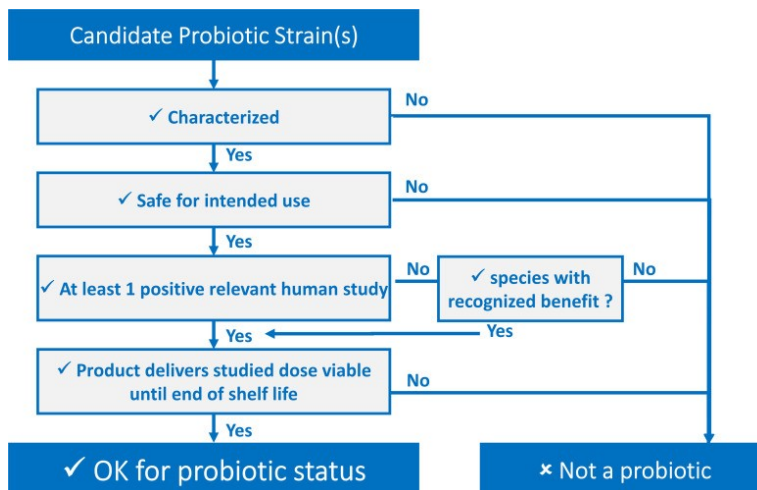 Candidate Probiotic Strain(s)
No
✓ Characterized
Yes
No
✓ Safe for intended use
Yes
✓ At least 1 positive relevant human study
No
✓ species with
recognized benefit ?
No
Yes
Yes
✓ Product delivers studied dose viable
until end of shelf life
No
Yes
✓ OK for probiotic status
× Not a probiotic